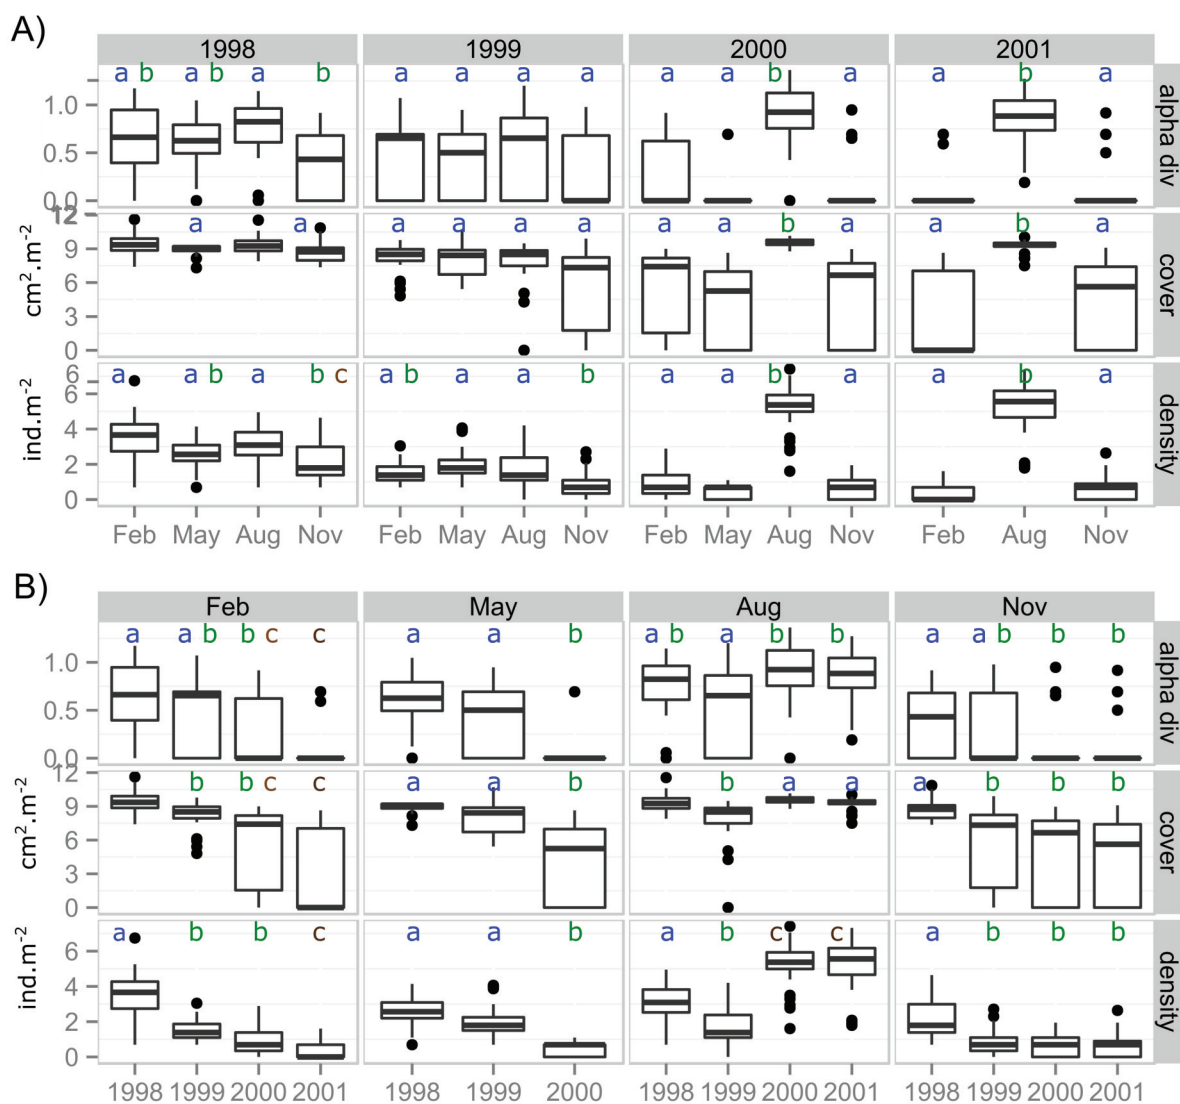 A)
1998 1999 2000 2001
a b a b a b a a a a a a b a a b a
1.0
0.5
0.0
alpha div
12
a a a a a a a a b a a b a
9
6
3
0
cm².m⁻²
cover
6
a a b a b c a b a a b a a b a a b a
6
4
2
0
ind.m⁻²
density
Feb May Aug Nov Feb May Aug Nov Feb May Aug Nov Feb Aug Nov
B)
Feb May Aug Nov
a a b b c c a a b a b a b b a a b b b
1.0
0.5
0.0
alpha div
12
b b c c a a b b a a a b b b
9
6
3
0
cm².m⁻²
cover
a b b c a a b a b c c a b b b
6
4
2
0
ind.m⁻²
density
1998 1999 2000 2001 1998 1999 2000 1998 1999 2000 2001 1998 1999 2000 2001